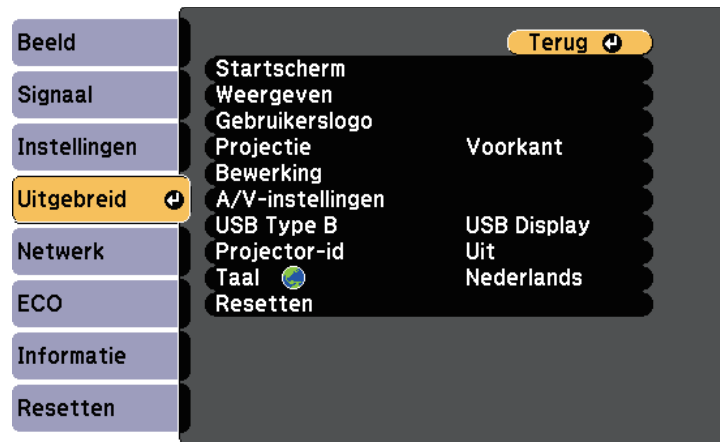 Beeld
Signaal
Instellingen
Uitgebreid
Netwerk
ECO
Informatie
Resetten
Terug
Startscherm
Weergeven
Gebruikerslogo
Projectie Voorkant
Bewerking
A/V-instellingen
USB Type B USB Display
Projector-id Uit
Taal Nederlands
Resetten